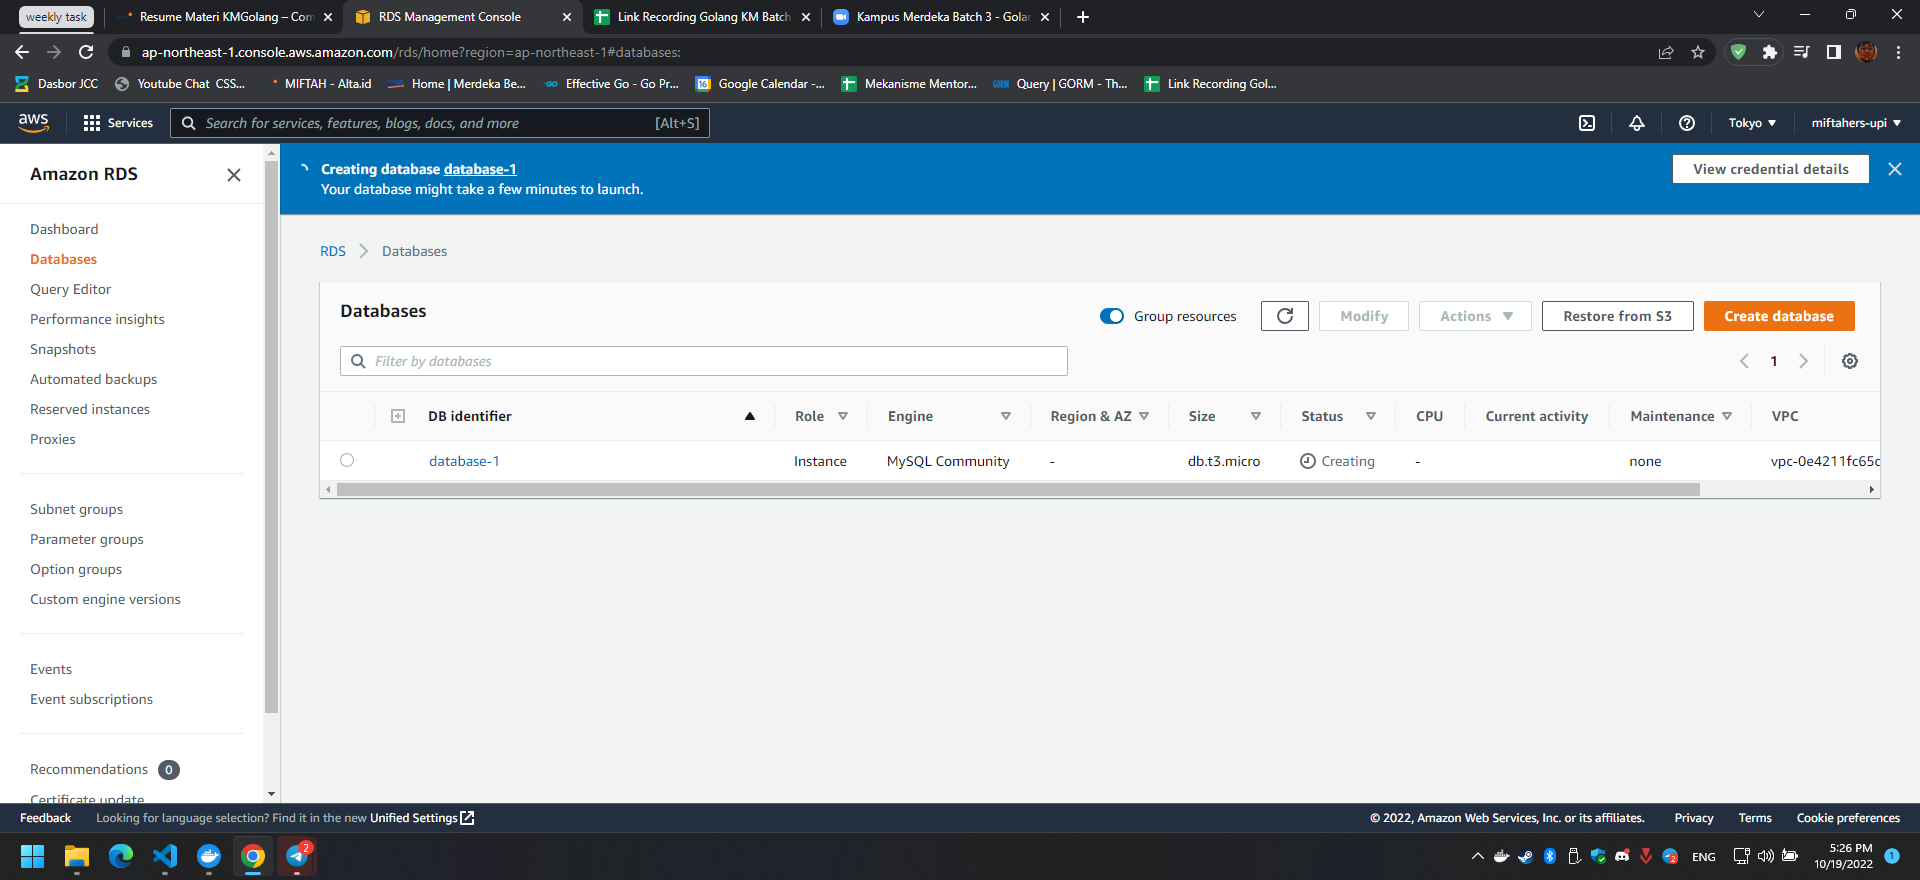 weekly task
Resume Materi KMGolang – Con
RDS Management Console
Link Recording Golang KM Batch
Kampus Merdeka Batch 3 - Gola
ap-northeast-1.console.aws.amazon.com/rds/home?region=ap-northeast-1#databases:
Dasbor JCC
Youtube Chat CSS...
MIFTAH - Alta.id
Home | Merdeka Be...
Effective Go - Go Pr...
16
Google Calendar -...
Mekanisme Mentor...
GORM
Query | GORM - Th...
Link Recording Gol...
aws
Services
Search for services, features, blogs, docs, and more
[Alt+S]
Tokyo
miftahers-upi
Amazon RDS
Creating database database-1
Your database might take a few minutes to launch.
View credential details
Dashboard
Databases
Query Editor
Performance insights
Snapshots
Automated backups
Reserved instances
Proxies
Subnet groups
Parameter groups
Option groups
Custom engine versions
Events
Event subscriptions
Recommendations 0
Certificate update
RDS
Databases
Databases
Group resources
Modify
Actions
Restore from S3
Create database
Filter by databases
1
DB identifier
Role
Engine
Region & AZ
Size
Status
CPU
Current activity
Maintenance
VPC
database-1
Instance
MySQL Community
-
db.t3.micro
Creating
-
none
vpc-0e4211fc65c
Feedback
Looking for language selection? Find it in the new Unified Settings
© 2022, Amazon Web Services, Inc. or its affiliates.
Privacy
Terms
Cookie preferences
2
2
ENG
5:26 PM
10/19/2022
1